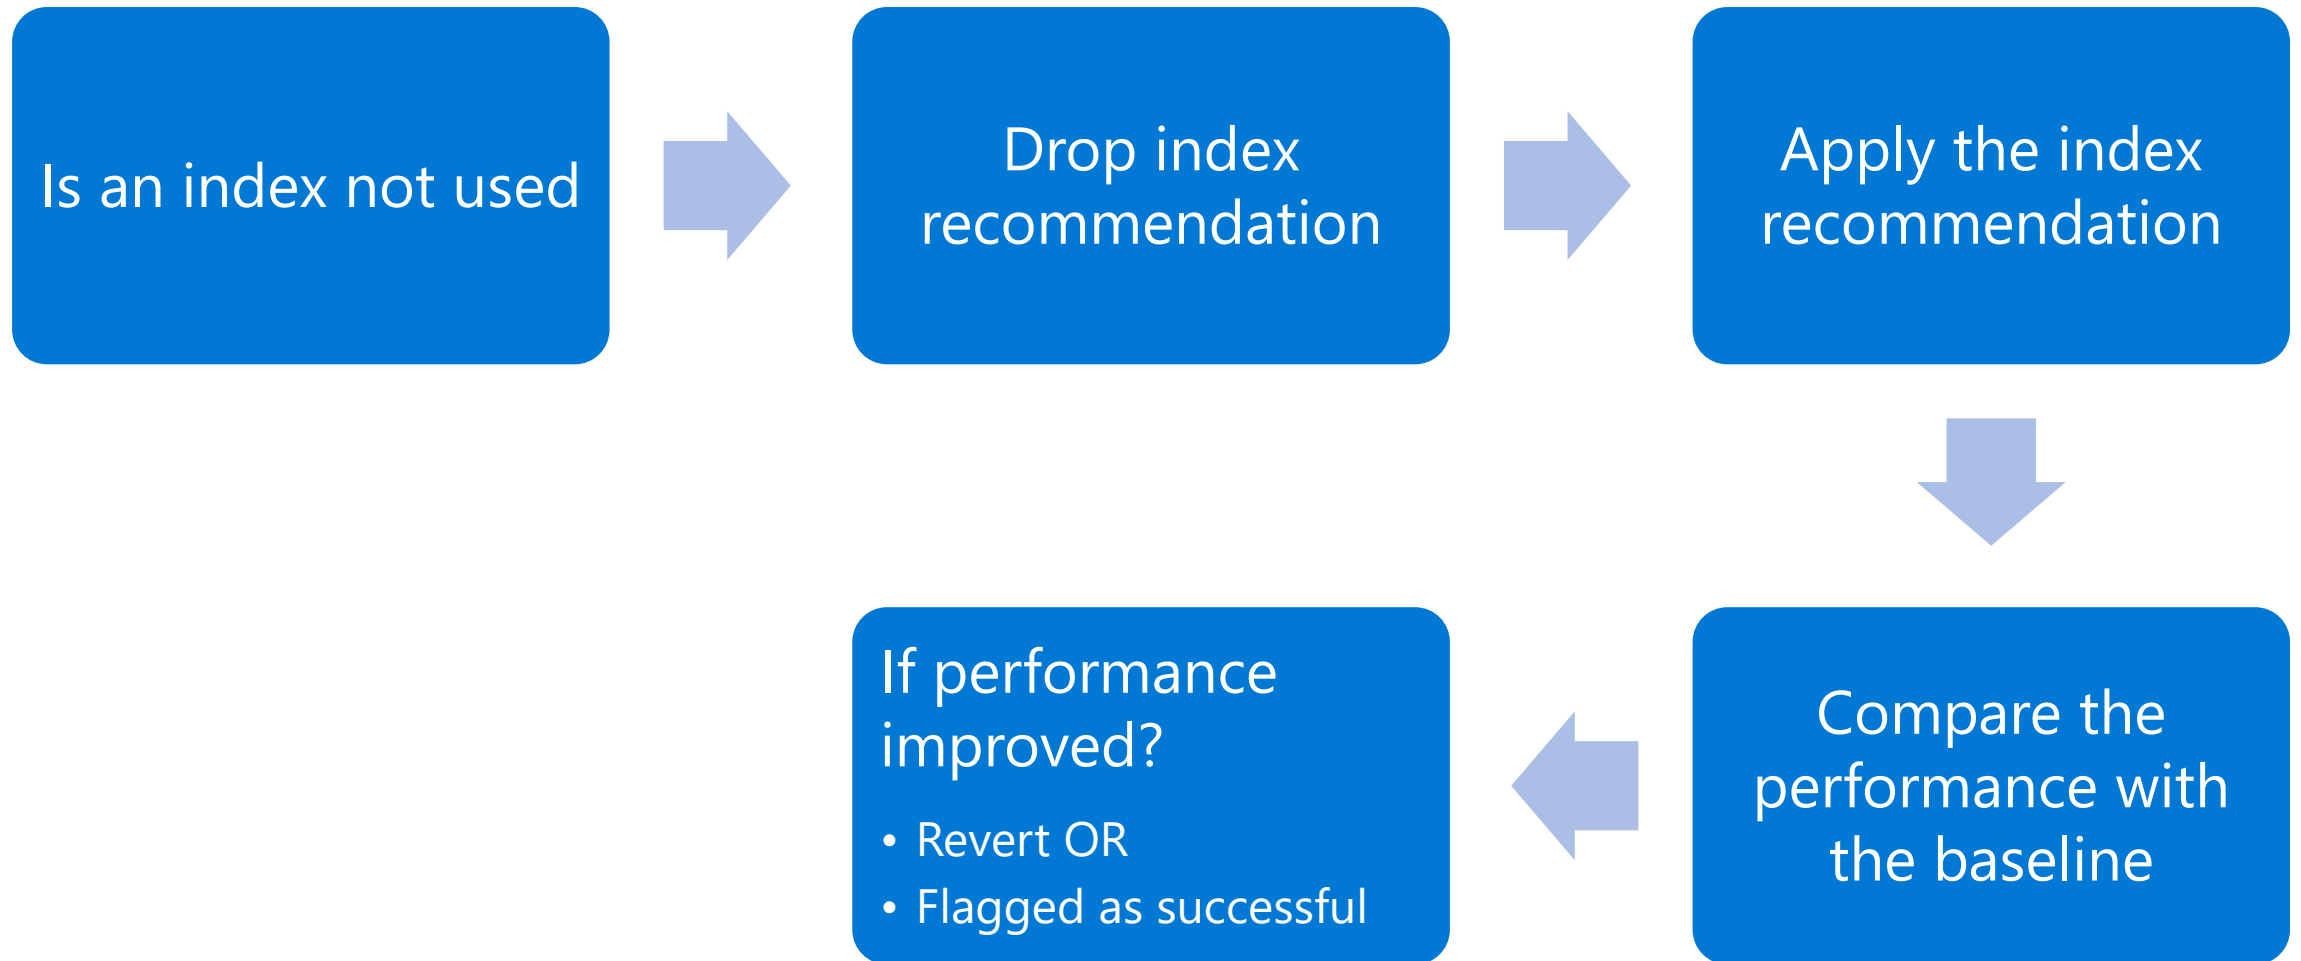 Is an index not used
Drop index
recommendation
Apply the index
recommendation
Compare the
performance with
the baseline
If performance
improved?
• Revert OR
• Flagged as successful